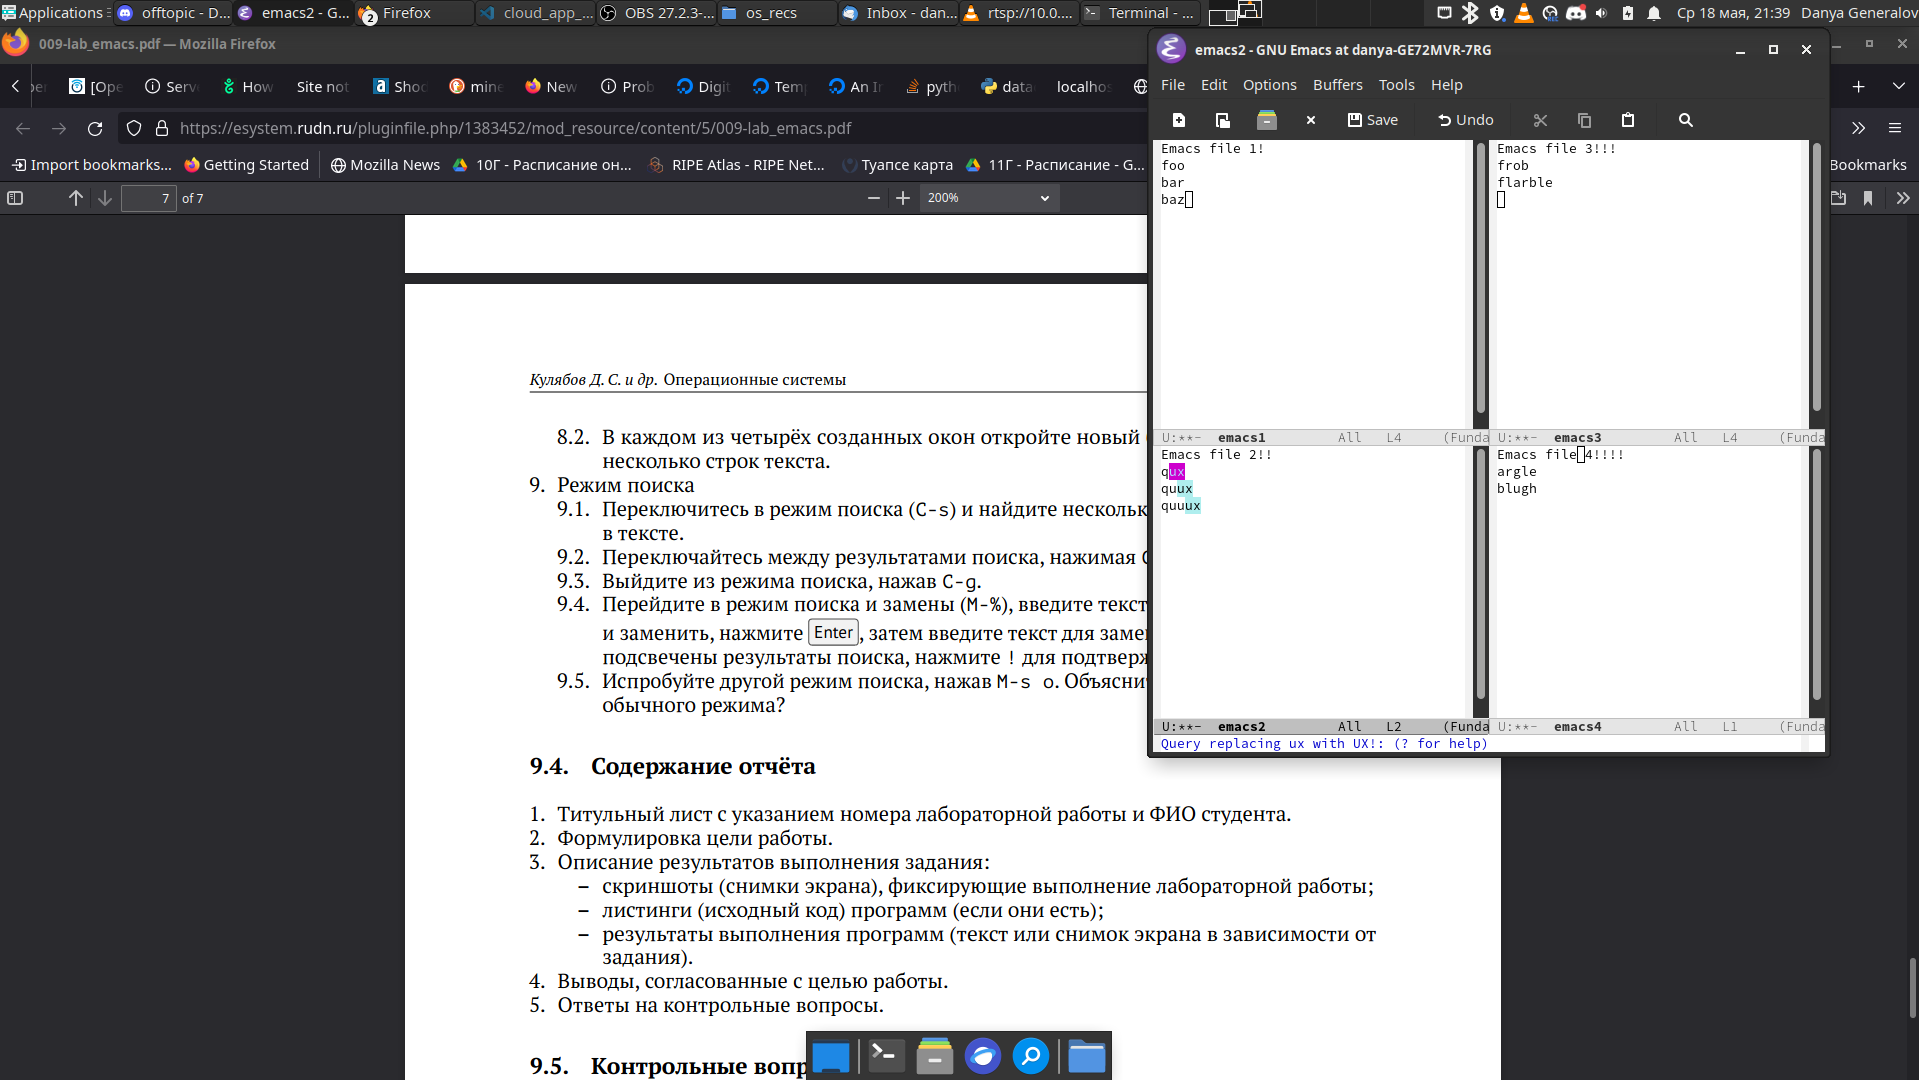 Applications
offtopic - D...
emacs2 - G...
2
Firefox
cloud_app_...
OBS 27.2.3-...
os_recs
Inbox - dan...
rtsp://10.0....
Terminal - ...
Ср 18 мая, 21:39
Danya Generalov
009-lab_emacs.pdf — Mozilla Firefox
[Ope
Serv
How
Site not
Shoc
mine
New
Prob
Digit
Temp
An In
pytho
data
localhos
https://esystem.rudn.ru/pluginfile.php/1383452/mod_resource/content/5/009-lab_emacs.pdf
Import bookmarks...
Getting Started
Mozilla News
10Г - Расписание он...
RIPE Atlas - RIPE Net...
Туапсе карта
11Г - Расписание - G...
Bookmarks
7 of 7
200%
Кулябов Д. С. и др. Операционные системы
8.2. В каждом из четырёх созданных окон откройте новый
несколько строк текста.
9. Режим поиска
9.1. Переключитесь в режим поиска (C-s) и найдите нескольк
в тексте.
9.2. Переключайтесь между результатами поиска, нажимая C
9.3. Выйдите из режима поиска, нажав C-g.
9.4. Перейдите в режим поиска и замены (M-%), введите текст
и заменить, нажмите Enter, затем введите текст для заме
подсвечены результаты поиска, нажмите ! для подтверж
9.5. Испробуйте другой режим поиска, нажав M-s o. Объясни
обычного режима?
9.4. Содержание отчёта
1. Титульный лист с указанием номера лабораторной работы и ФИО студента.
2. Формулировка цели работы.
3. Описание результатов выполнения задания:
– скриншоты (снимки экрана), фиксирующие выполнение лабораторной работы;
– листинги (исходный код) программ (если они есть);
– результаты выполнения программ (текст или снимок экрана в зависимости от
задания).
4. Выводы, согласованные с целью работы.
5. Ответы на контрольные вопросы.
9.5. Контрольные вопр
emacs2 - GNU Emacs at danya-GE72MVR-7RG
File Edit Options Buffers Tools Help
Save
Undo
Emacs file 1!
foo
bar
baz
U:**- emacs1 All L4 (Funda
Emacs file 3!!!
frob
flarble
U:**- emacs3 All L4 (Funda
Emacs file 2!!
qux
quux
quuux
U:**- emacs2 All L2 (Funda
Emacs file 4!!!!
argle
blugh
U:**- emacs4 All L1 (Funda
Query replacing ux with UX!: (? for help)